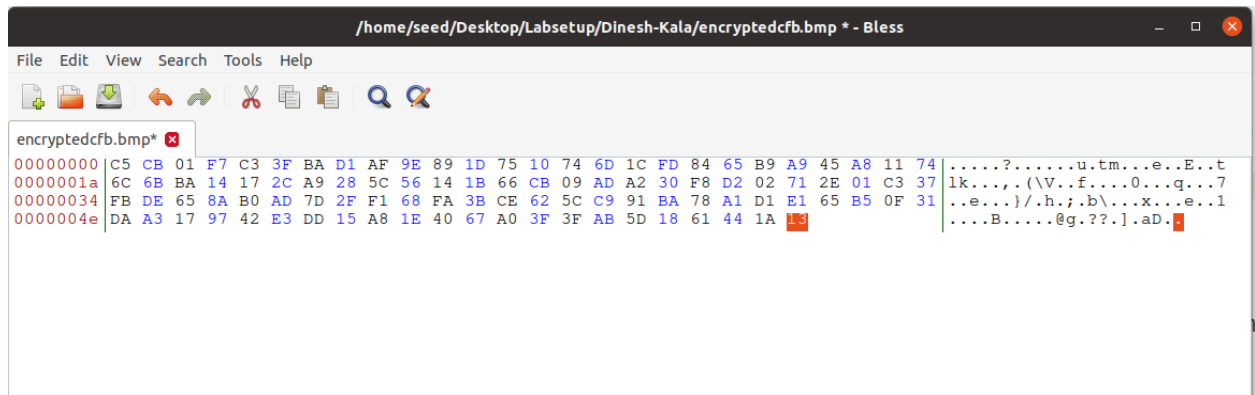 /home/seed/Desktop/Labsetup/Dinesh-Kala/encryptedcfb.bmp * - Bless
File Edit View Search Tools Help
encryptedcfb.bmp*
00000000 C5 CB 01 F7 C3 3F BA D1 AF 9E 89 1D 75 10 74 6D 1C FD 84 65 B9 A9 45 A8 11 74 .....?......u.tm...e..E..t
0000001a 6C 6B BA 14 17 2C A9 28 5C 56 14 1B 66 CB 09 AD A2 30 F8 D2 02 71 2E 01 C3 37 lk...,.(\V..f....0...q...7
00000034 FB DE 65 8A B0 AD 7D 2F F1 68 FA 3B CE 62 5C C9 91 BA 78 A1 D1 E1 65 B5 0F 31 ..e...}/.h.;.b\...x...e..1
0000004e DA A3 17 97 42 E3 DD 15 A8 1E 40 67 A0 3F 3F AB 5D 18 61 44 1A 13 ....B.....@g.??.].aD..